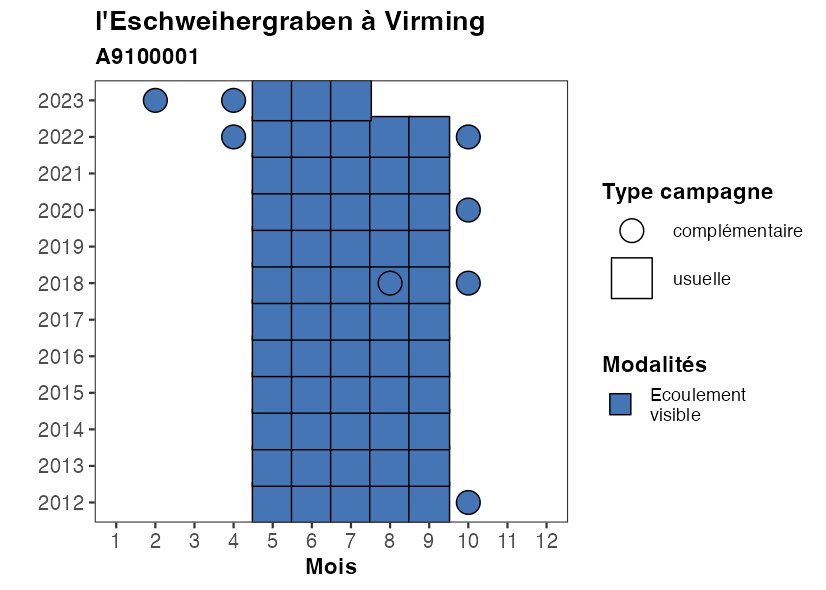 l'Eschweihergraben à Virming
A9100001
2023
2022
2021
2020
2019
2018
2017
2016
2015
2014
2013
2012
1 2 3 4 5 6 7 8 9 10 11 12
Mois
Type campagne
complémentaire
usuelle
Modalités
Ecoulement
visible